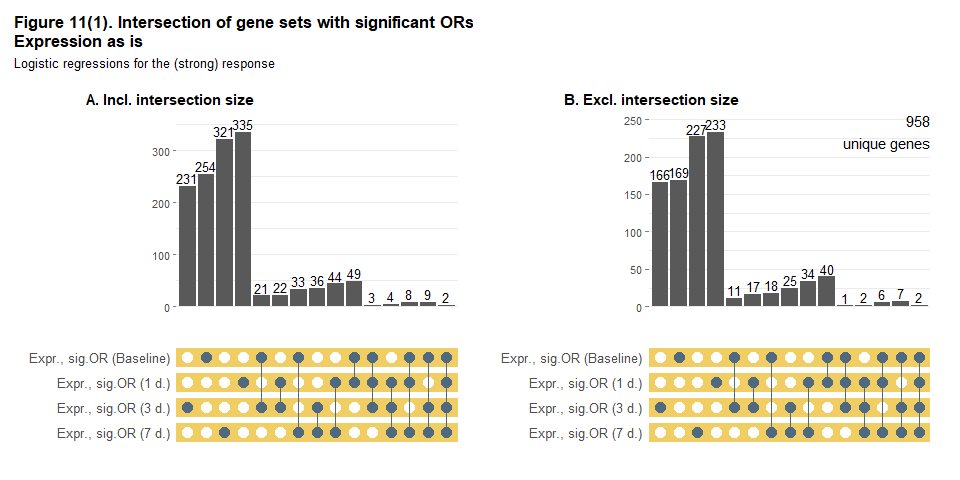 Figure 11(1). Intersection of gene sets with significant ORs
Expression as is
Logistic regressions for the (strong) response
A. Incl. intersection size
300
200
100
0
231 254 321 335 21 22 33 36 44 49 3 4 8 9 2
Expr., sig.OR (Baseline)
Expr., sig.OR (1 d.)
Expr., sig.OR (3 d.)
Expr., sig.OR (7 d.)
B. Excl. intersection size
958
unique genes
250
200
150
100
50
0
166 169 227 233 11 17 18 25 34 40 1 2 6 7 2
Expr., sig.OR (Baseline)
Expr., sig.OR (1 d.)
Expr., sig.OR (3 d.)
Expr., sig.OR (7 d.)